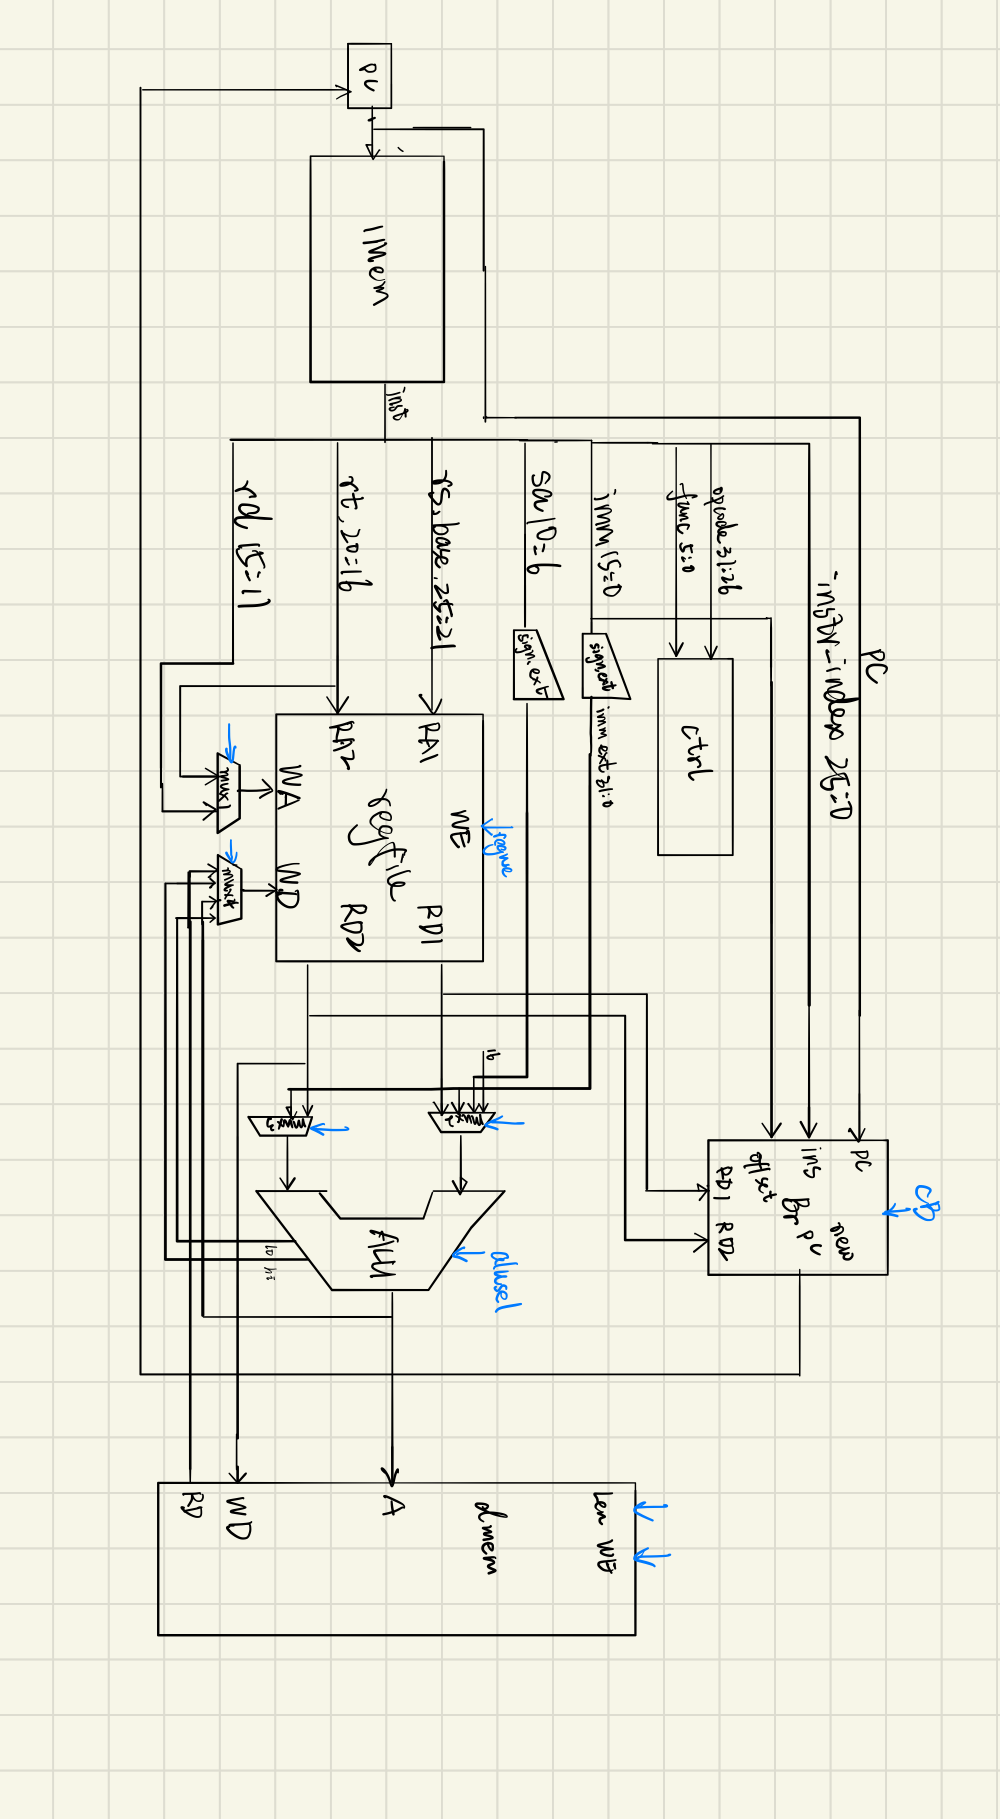 PC
IMem
inst
rd 15=11
rt. 20=16
rs. base. 25=21
sa 10=6
imm 15=0
func 5:0
opcode 31:26
instr-index 25=0
PC
sign. ext
sign. ext
imm ext 31:0
ctrl
RA2
RA1
WA
WD
regfile
WE
RD2
RD1
regwe
mux1
mux4
16
mux3
mux2
ALU
lo
hi
alusel
PC
ins
offset
RD1
RD2
Br
new
PC
RD
WD
A
dmem
Len
WE